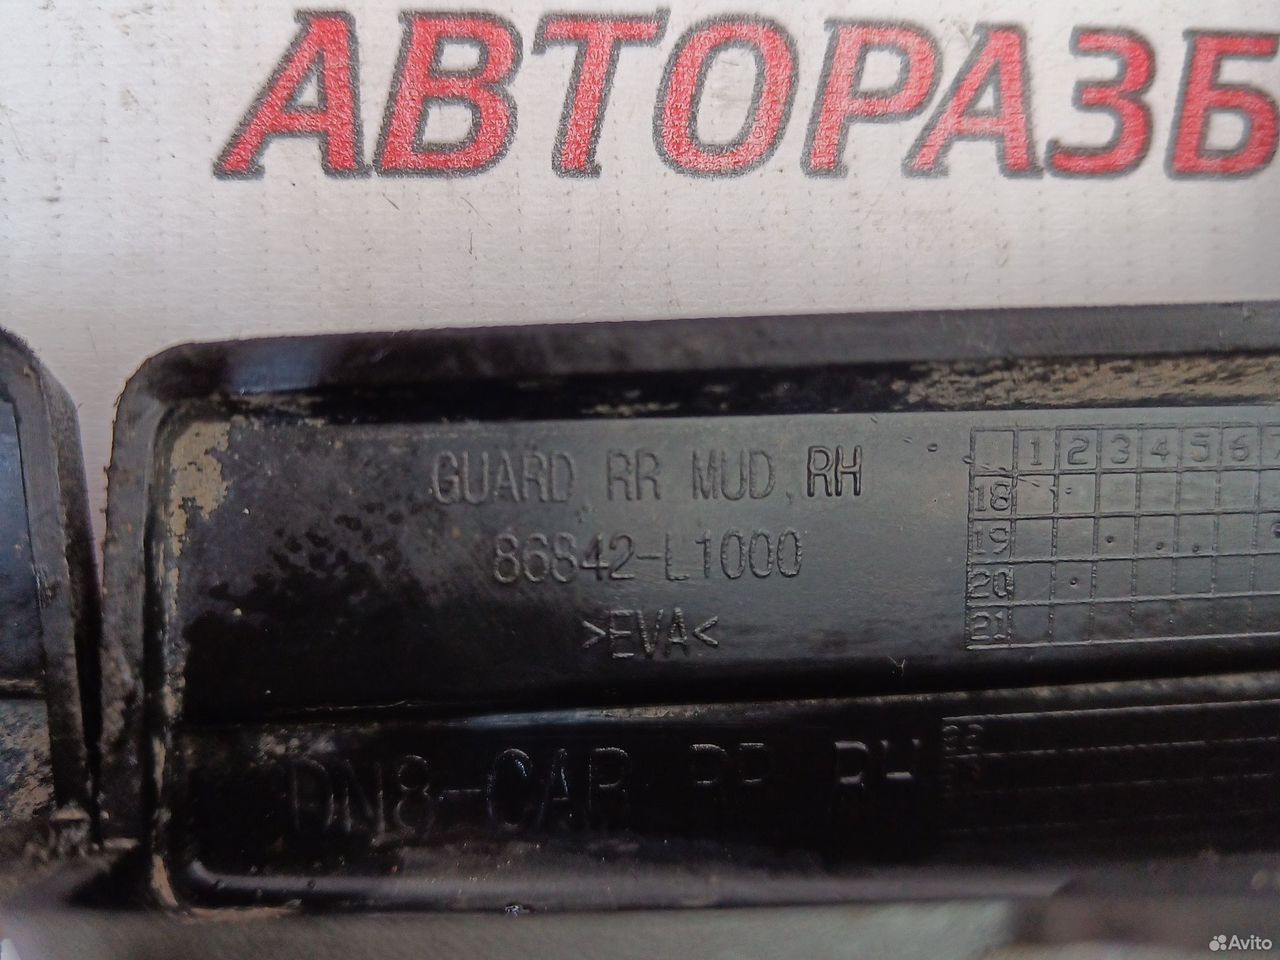 АВТОРАЗБ
GUARD, RR MUD, RH
86842-L1000
>EVA<
1 2 3 4 5 6 7
18
19
20
21
DN8-CAR RR RH
Avito